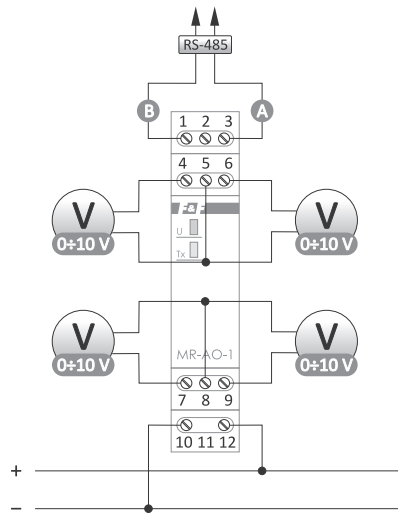 RS-485
B A
1 2 3
4 5 6
F&F
U
Tx
V V
0÷10 V 0÷10 V
V V
0÷10 V 0÷10 V
MR-AO-1
7 8 9
10 11 12
+
−